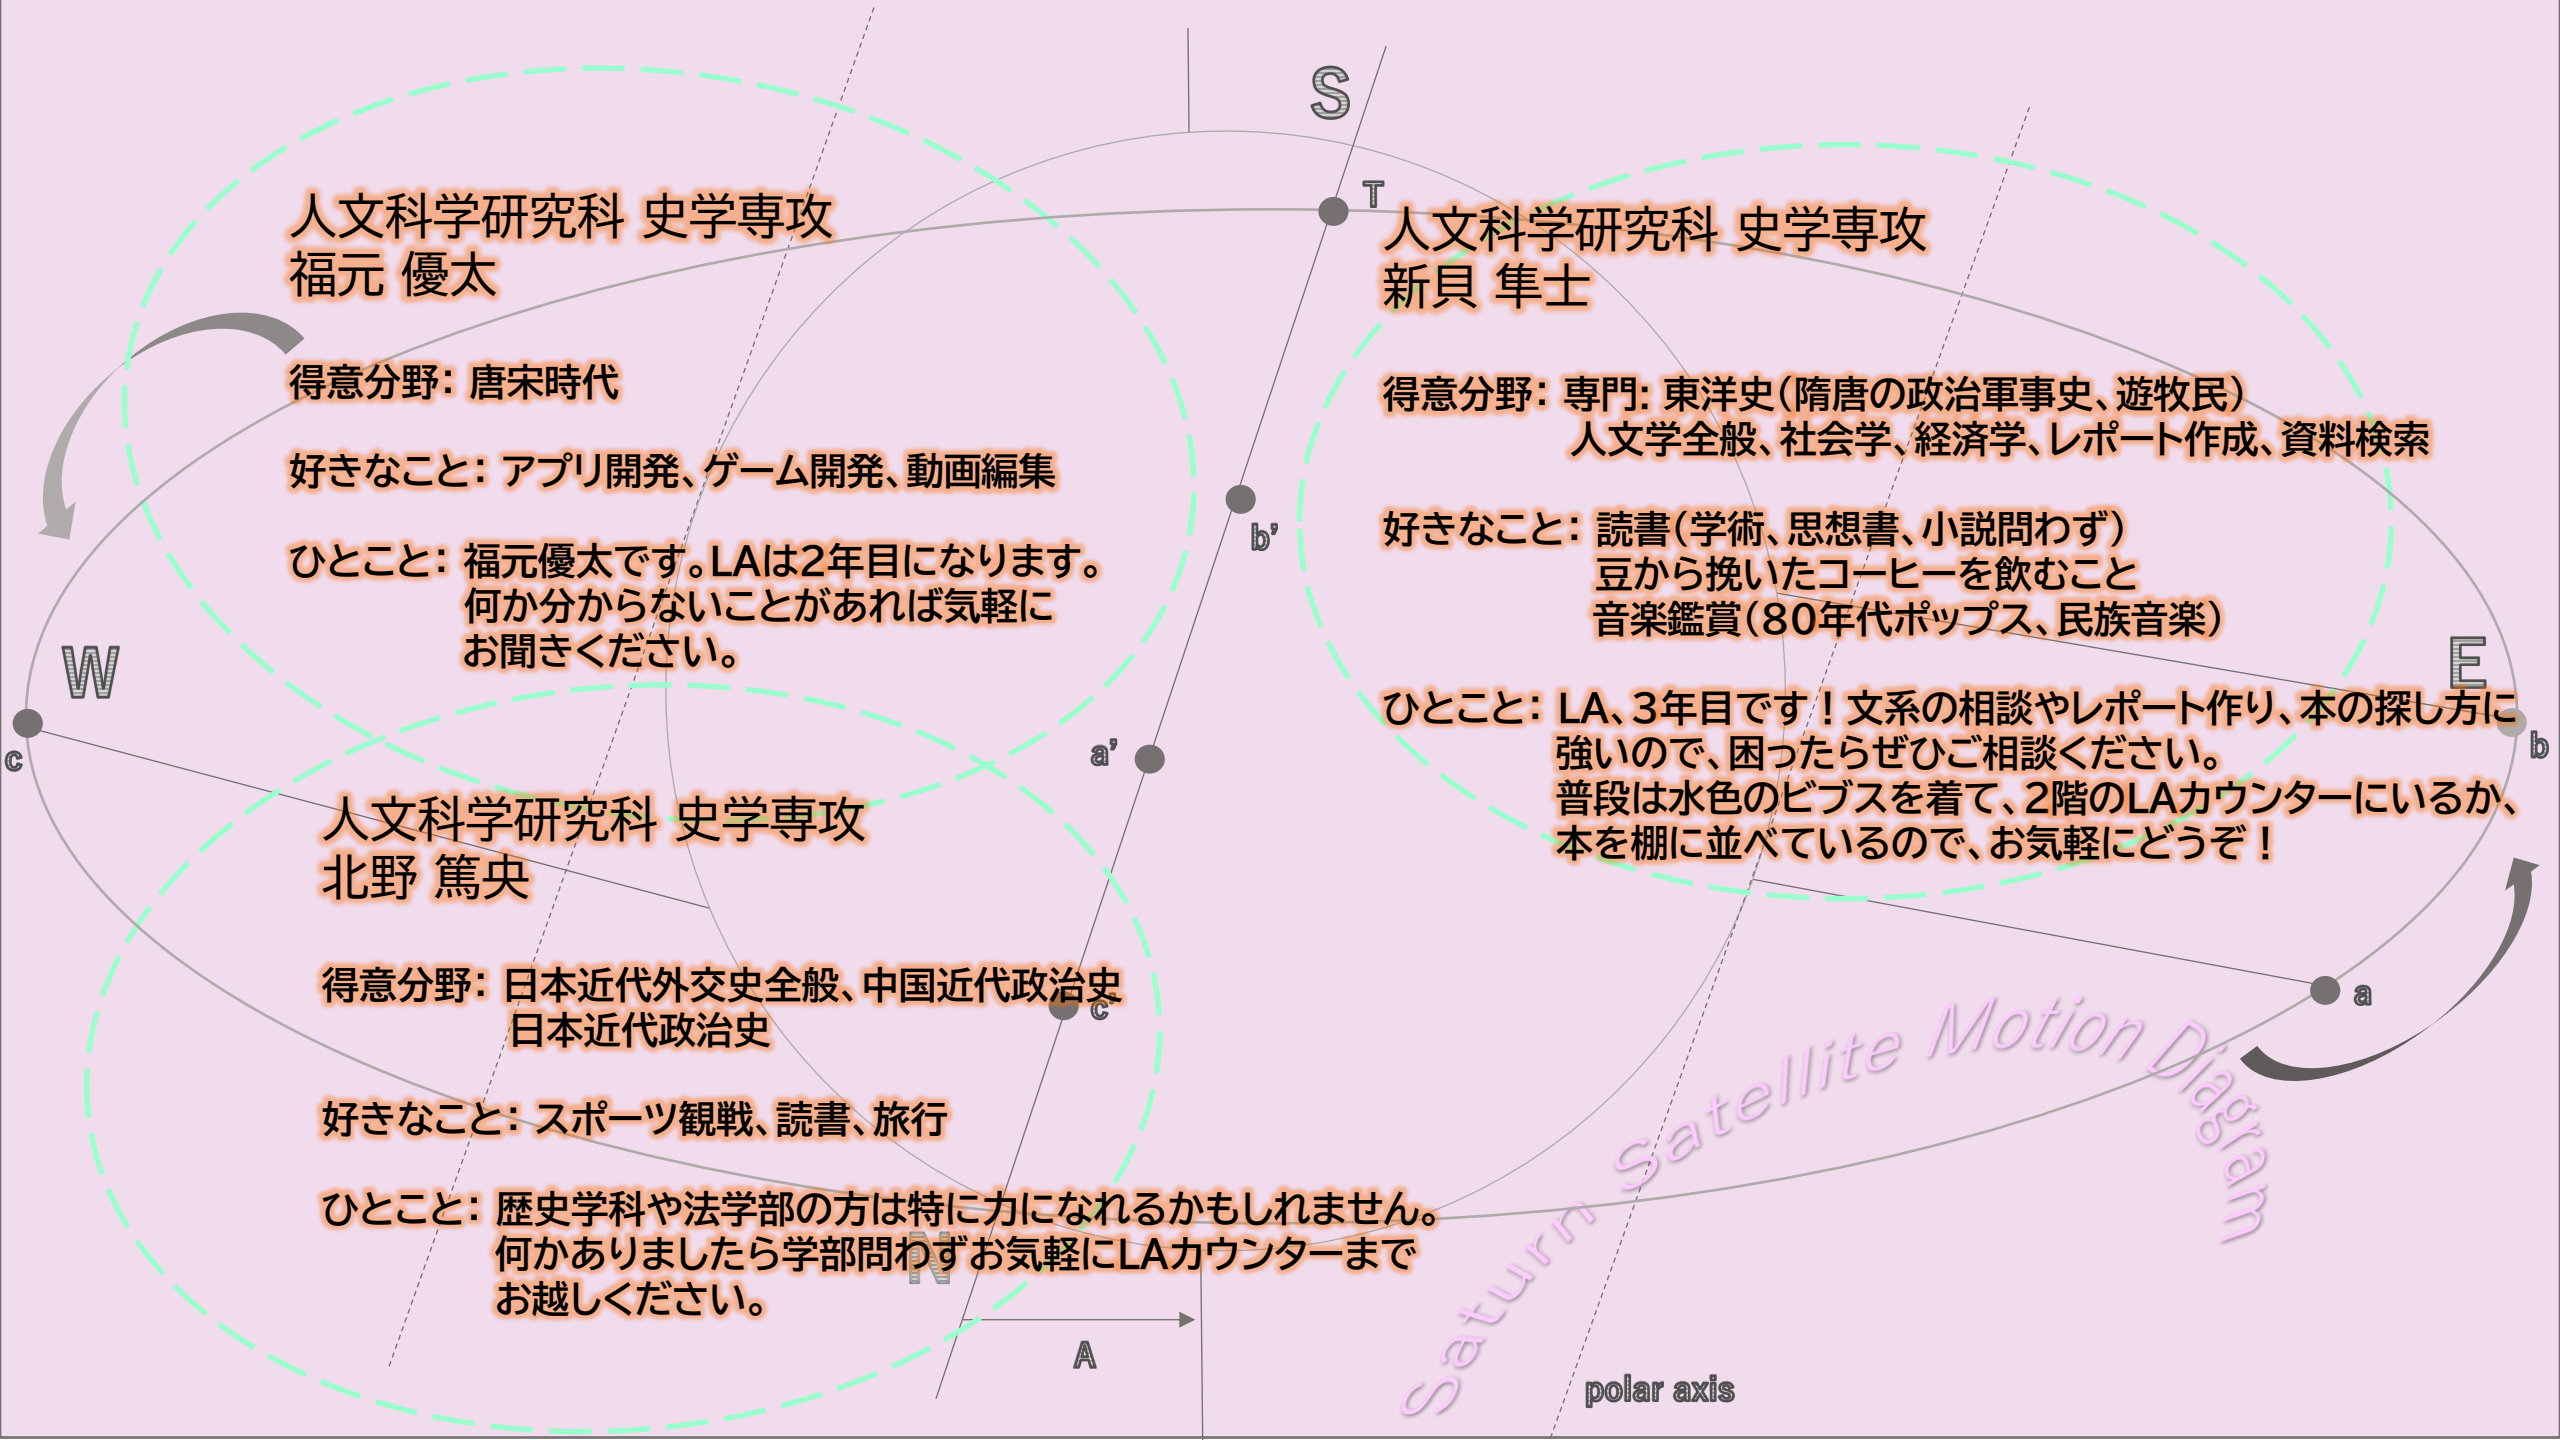 人文科学研究科 史学専攻
福元 優太
得意分野：唐宋時代
好きなこと：アプリ開発、ゲーム開発、動画編集
ひとこと：福元優太です。LAは2年目になります。
何か分からないことがあれば気軽に
お聞きください。
人文科学研究科 史学専攻
新貝 隼士
得意分野：専門：東洋史（隋唐の政治軍事史、遊牧民）
人文学全般、社会学、経済学、レポート作成、資料検索
好きなこと：読書（学術、思想書、小説問わず）
豆から挽いたコーヒーを飲むこと
音楽鑑賞（80年代ポップス、民族音楽）
ひとこと：LA、3年目です！文系の相談やレポート作り、本の探し方に
強いので、困ったらぜひご相談ください。
普段は水色のビブスを着て、2階のLAカウンターにいるか、
本を棚に並べているので、お気軽にどうぞ！
人文科学研究科 史学専攻
北野 篤央
得意分野：日本近代外交史全般、中国近代政治史
日本近代政治史
好きなこと：スポーツ観戦、読書、旅行
ひとこと：歴史学科や法学部の方は特に力になれるかもしれません。
何かありましたら学部問わずお気軽にLAカウンターまで
お越しください。
S
T
b’
W
c
a’
E
b
c’
a
N
A
polar axis
Saturn Satellite Motion Diagram